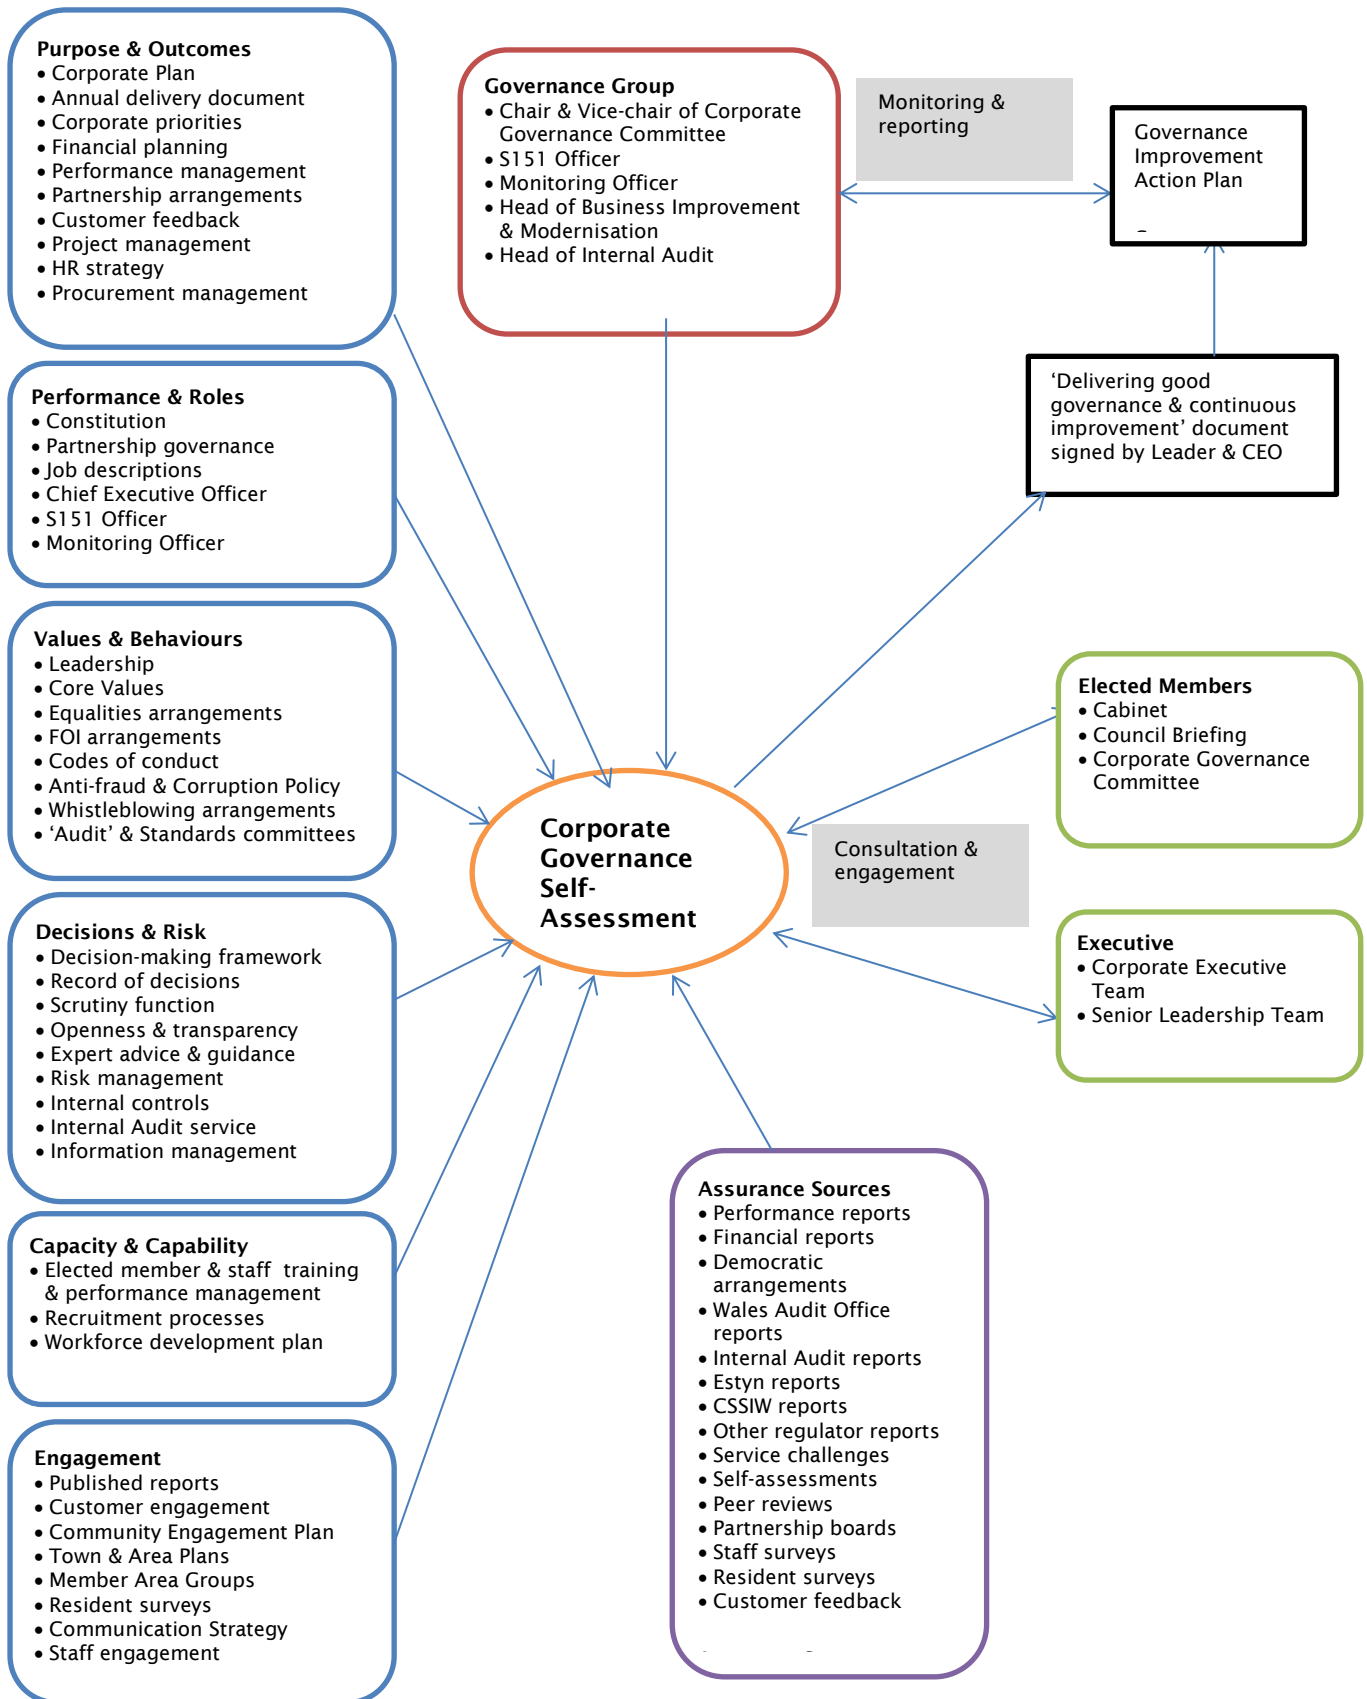 Purpose & Outcomes
• Corporate Plan
• Annual delivery document
• Corporate priorities
• Financial planning
• Performance management
• Partnership arrangements
• Customer feedback
• Project management
• HR strategy
• Procurement management
Performance & Roles
• Constitution
• Partnership governance
• Job descriptions
• Chief Executive Officer
• S151 Officer
• Monitoring Officer
Values & Behaviours
• Leadership
• Core Values
• Equalities arrangements
• FOI arrangements
• Codes of conduct
• Anti-fraud & Corruption Policy
• Whistleblowing arrangements
• ‘Audit’ & Standards committees
Decisions & Risk
• Decision-making framework
• Record of decisions
• Scrutiny function
• Openness & transparency
• Expert advice & guidance
• Risk management
• Internal controls
• Internal Audit service
• Information management
Capacity & Capability
• Elected member & staff training
& performance management
• Recruitment processes
• Workforce development plan
Engagement
• Published reports
• Customer engagement
• Community Engagement Plan
• Town & Area Plans
• Member Area Groups
• Resident surveys
• Communication Strategy
• Staff engagement
Governance Group
• Chair & Vice-chair of Corporate
Governance Committee
• S151 Officer
• Monitoring Officer
• Head of Business Improvement
& Modernisation
• Head of Internal Audit
Monitoring &
reporting
Governance
Improvement
Action Plan
‘Delivering good
governance & continuous
improvement’ document
signed by Leader & CEO
Corporate
Governance
Self-
Assessment
Elected Members
• Cabinet
• Council Briefing
• Corporate Governance
Committee
Consultation &
engagement
Executive
• Corporate Executive
Team
• Senior Leadership Team
Assurance Sources
• Performance reports
• Financial reports
• Democratic
arrangements
• Wales Audit Office
reports
• Internal Audit reports
• Estyn reports
• CSSIW reports
• Other regulator reports
• Service challenges
• Self-assessments
• Peer reviews
• Partnership boards
• Staff surveys
• Resident surveys
• Customer feedback